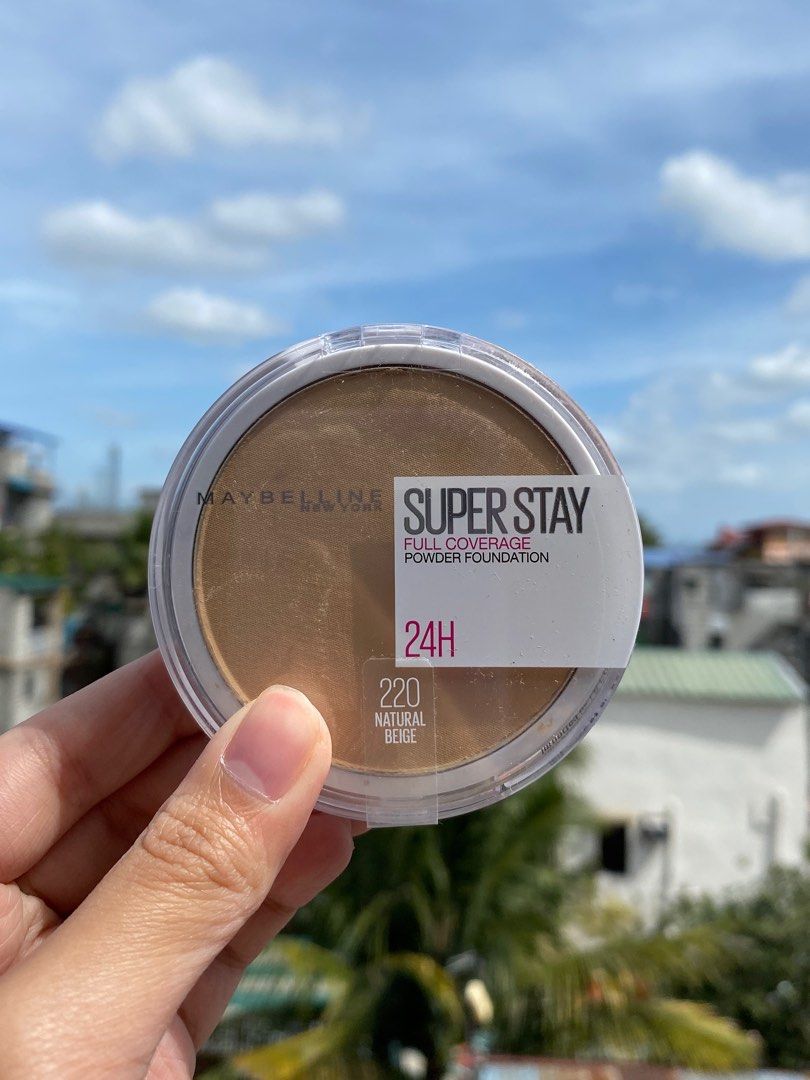 MAYBELLINE
NEW YORK
SUPER STAY
FULL COVERAGE
POWDER FOUNDATION
24H
220
NATURAL
BEIGE